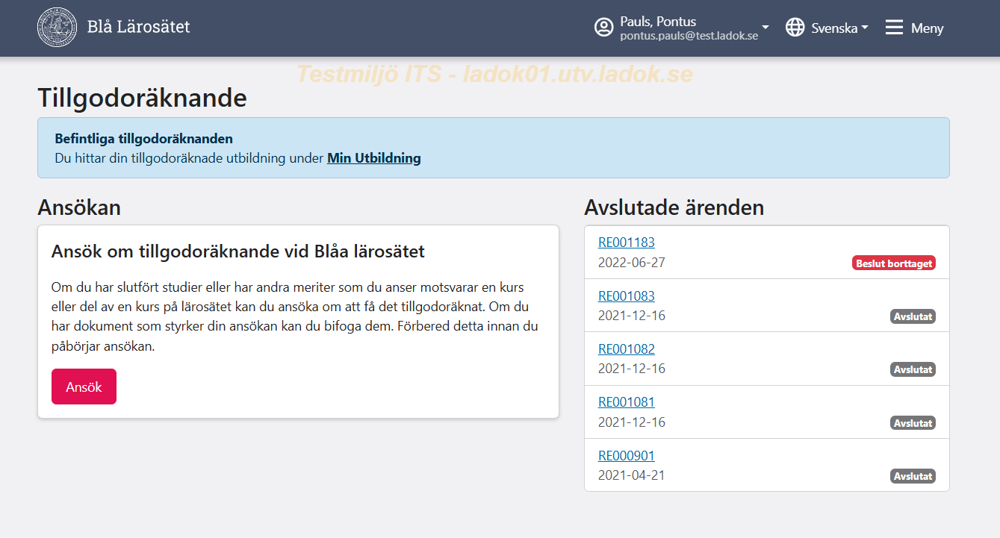 Blå Lärosätet
Pauls, Pontus
pontus.pauls@test.ladok.se
Svenska
Meny
Testmiljö ITS - ladok01.utv.ladok.se
Tillgodoräknande
Befintliga tillgodoräknanden
Du hittar din tillgodoräknade utbildning under Min Utbildning
Ansökan
Ansök om tillgodoräknande vid Blåa lärosätet
Om du har slutfört studier eller har andra meriter som du anser motsvarar en kurs
eller del av en kurs på lärosätet kan du ansöka om att få det tillgodoräknat. Om du
har dokument som styrker din ansökan kan du bifoga dem. Förbered detta innan du
påbörjar ansökan.
Ansök
Avslutade ärenden
RE001183
2022-06-27
Beslut borttaget
RE001083
2021-12-16
Avslutat
RE001082
2021-12-16
Avslutat
RE001081
2021-12-16
Avslutat
RE000901
2021-04-21
Avslutat